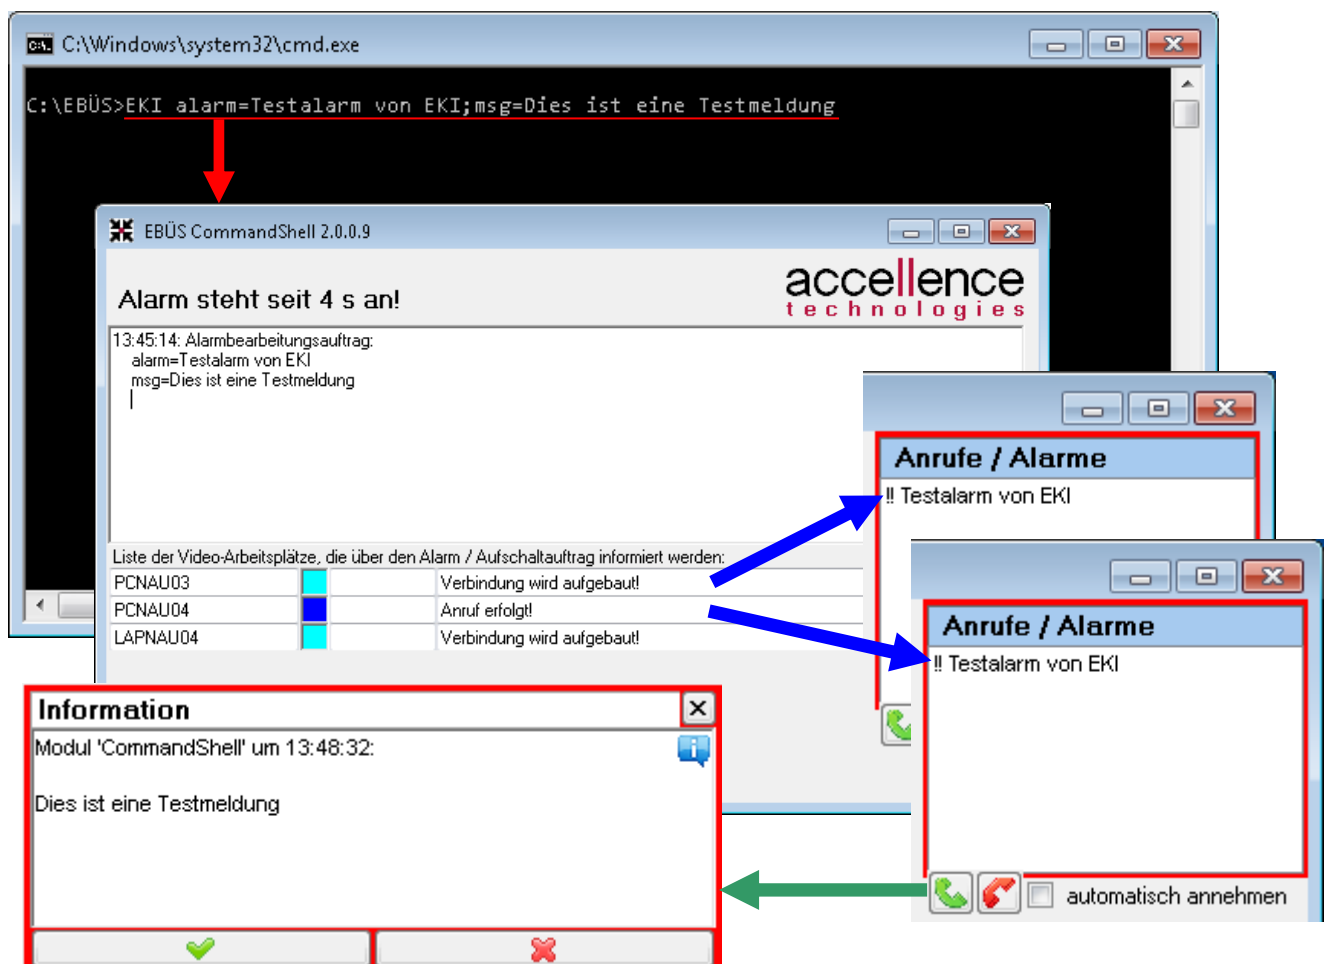 C:\Windows\system32\cmd.exe
C:\EBÜS>EKI alarm=Testalarm von EKI;msg=Dies ist eine Testmeldung
EBÜS CommandShell 2.0.0.9
Alarm steht seit 4 s an!
accellence
technologies
13:45:14: Alarmbearbeitungsauftrag:
alarm=Testalarm von EKI
msg=Dies ist eine Testmeldung
Liste der Video-Arbeitsplätze, die über den Alarm / Aufschaltauftrag informiert werden:
PCNAU03 Verbindung wird aufgebaut!
PCNAU04 Anruf erfolgt!
LAPNAU04 Verbindung wird aufgebaut!
Anrufe / Alarme
!! Testalarm von EKI
Anrufe / Alarme
!! Testalarm von EKI
automatisch annehmen
Information
Modul 'CommandShell' um 13:48:32:
Dies ist eine Testmeldung